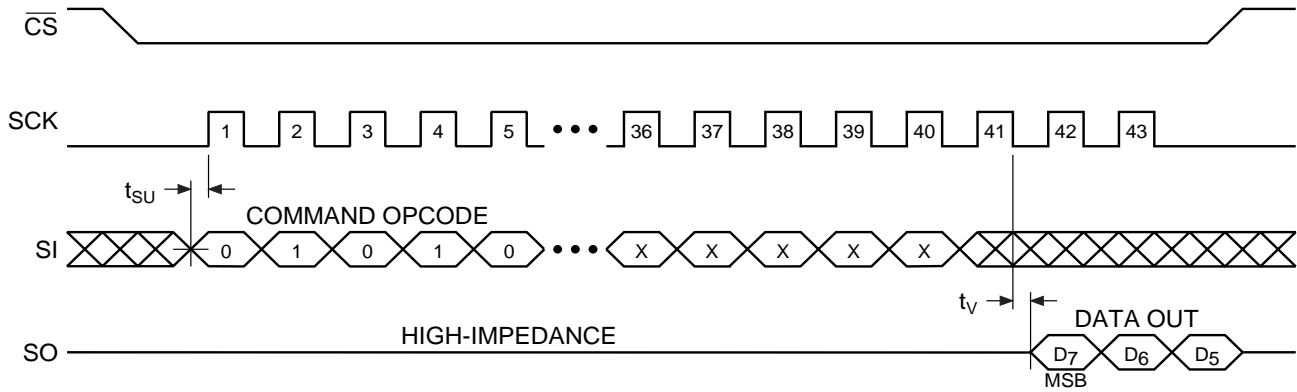 CS
SCK 1 2 3 4 5 ••• 36 37 38 39 40 41 42 43
tSU
COMMAND OPCODE
SI 0 1 0 1 0 ••• X X X X X
tV
HIGH-IMPEDANCE DATA OUT
SO D7 D6 D5
MSB